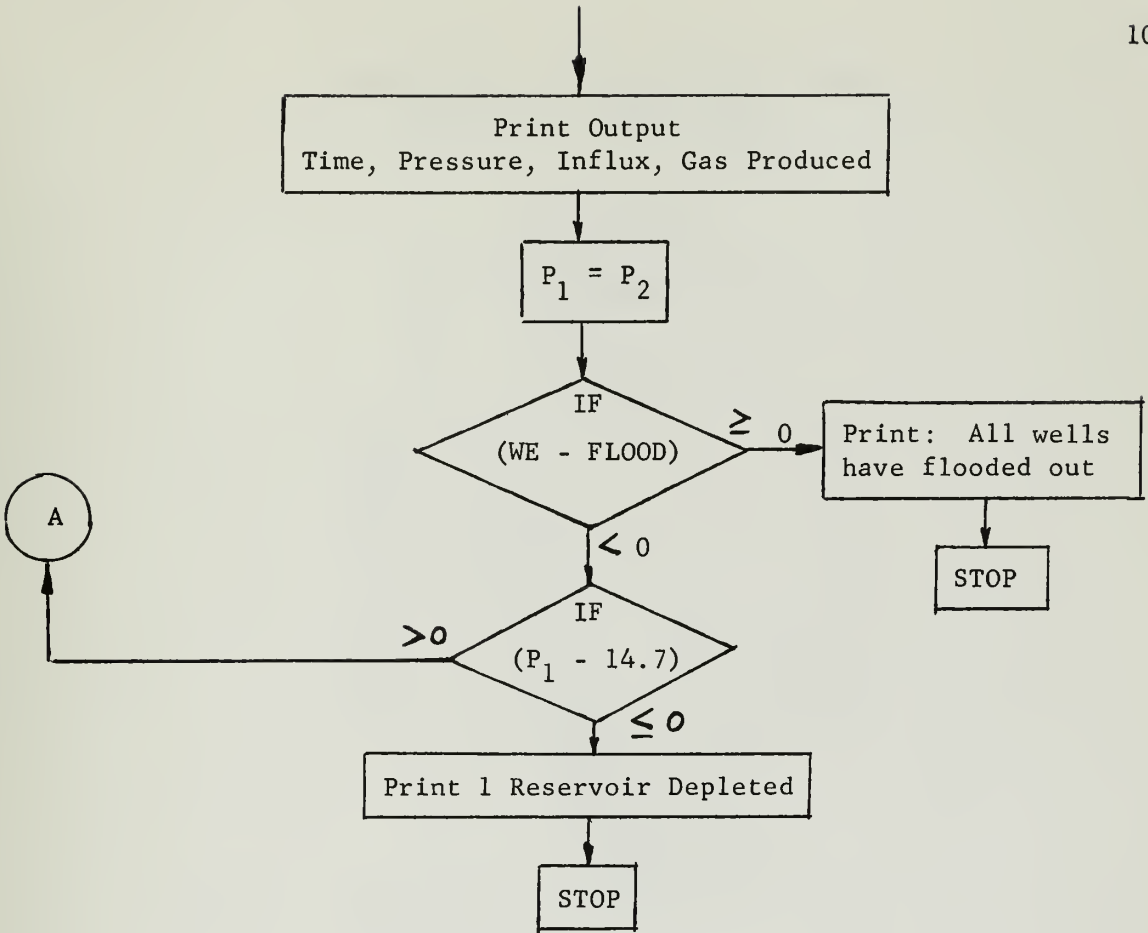 10
Print Output
Time, Pressure, Influx, Gas Produced
P1 = P2
IF
(WE - FLOOD)
≥ 0
Print: All wells
have flooded out
STOP
< 0
A
IF
(P1 - 14.7)
>0
≤ 0
Print 1 Reservoir Depleted
STOP